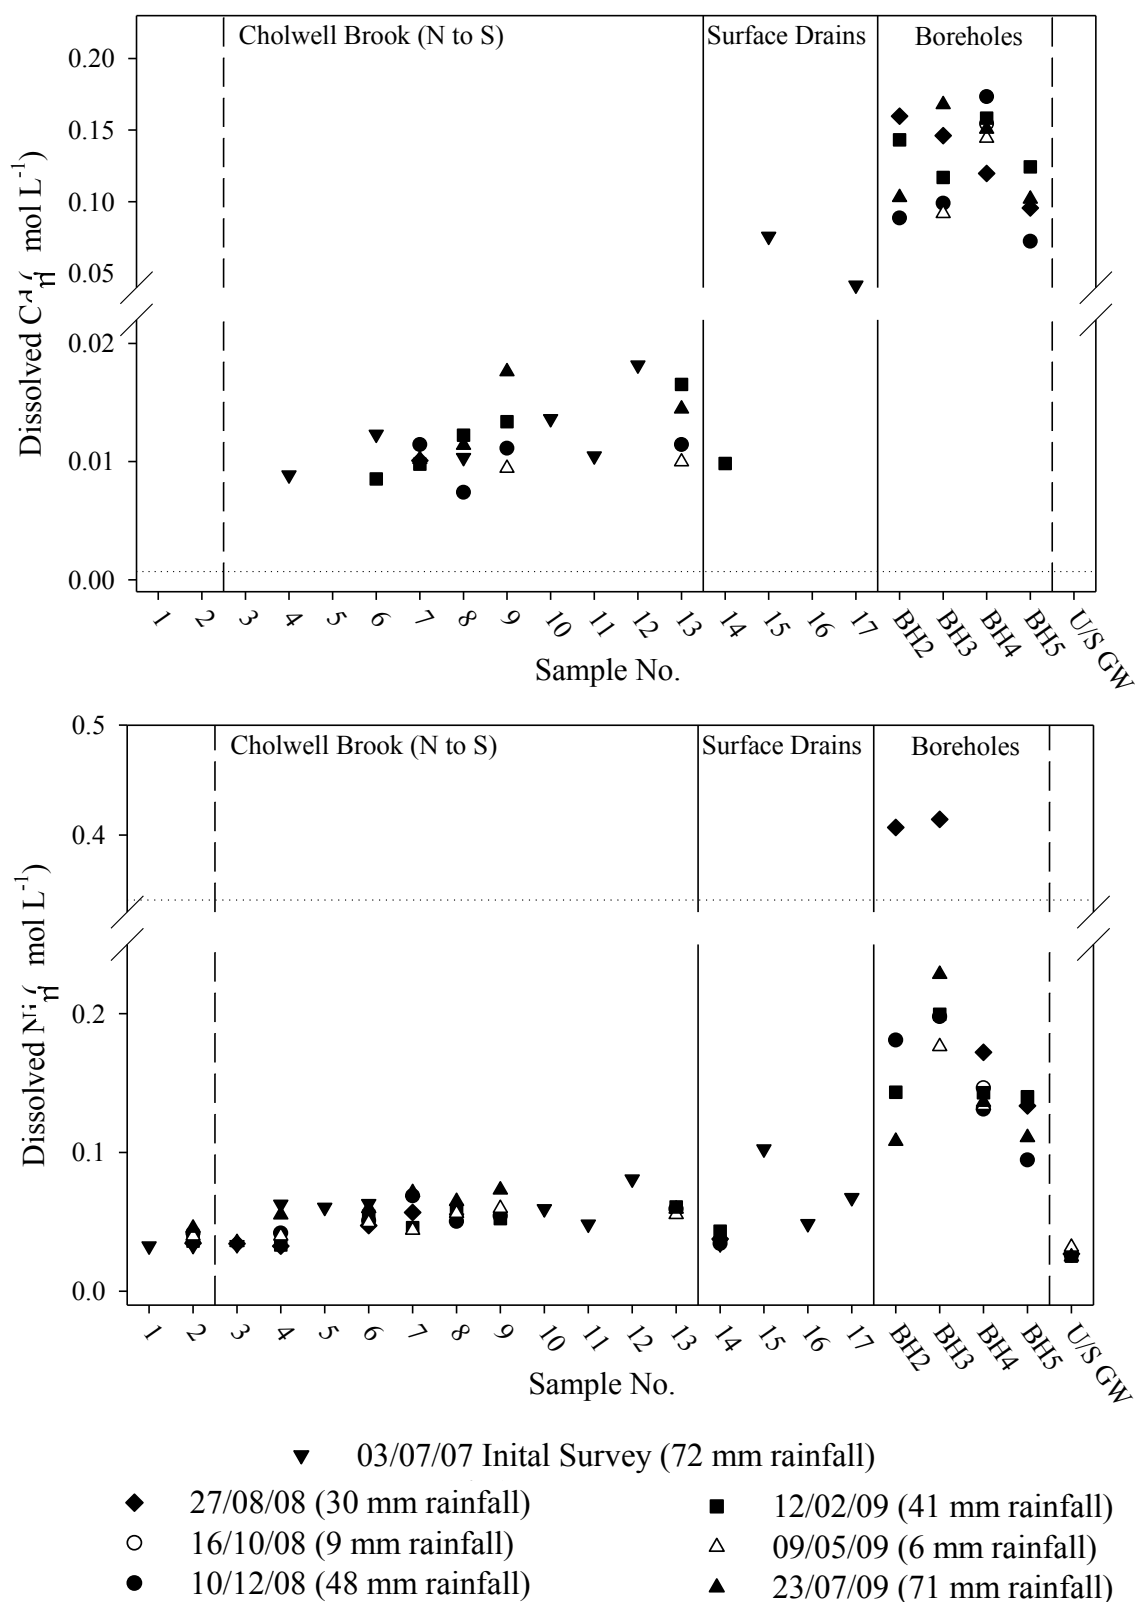 Cholwell Brook (N to S) Surface Drains Boreholes
0.20
0.15
0.10
0.05
0.02
0.01
0.00
Dissolved mol L-1)
1 2 3 4 5 6 7 8 9 10 11 12 13 14 15 16 17 BH2 BH3 BH4 BH5 U/S GW
Sample No.
Cholwell Brook (N to S) Surface Drains Boreholes
0.5
0.4
0.2
0.1
0.0
Dissolved mol L-1)
1 2 3 4 5 6 7 8 9 10 11 12 13 14 15 16 17 BH2 BH3 BH4 BH5 U/S GW
Sample No.
03/07/07 Inital Survey (72 mm rainfall)
27/08/08 (30 mm rainfall)
16/10/08 (9 mm rainfall)
10/12/08 (48 mm rainfall)
12/02/09 (41 mm rainfall)
09/05/09 (6 mm rainfall)
23/07/09 (71 mm rainfall)